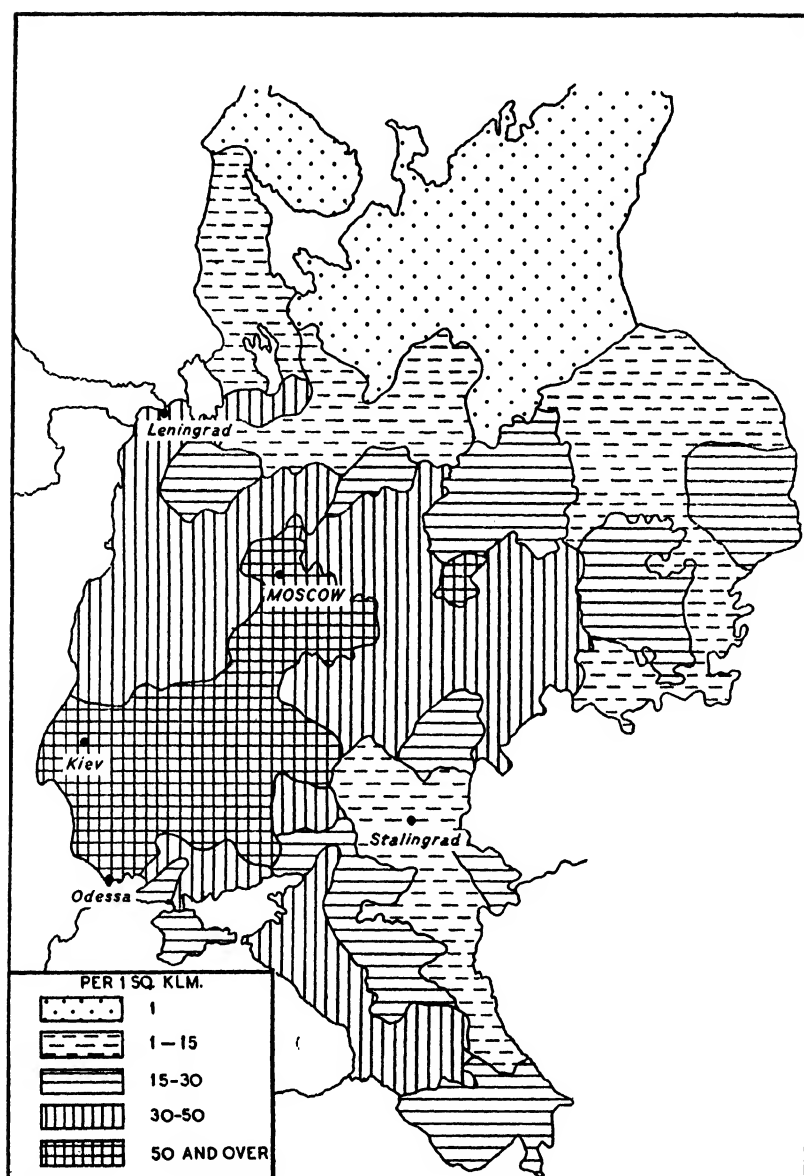 Leningrad
MOSCOW
Kiev
Stalingrad
Odessa
PER 1 SQ. KLM.
1
1—15
15-30
30-50
50 AND OVER